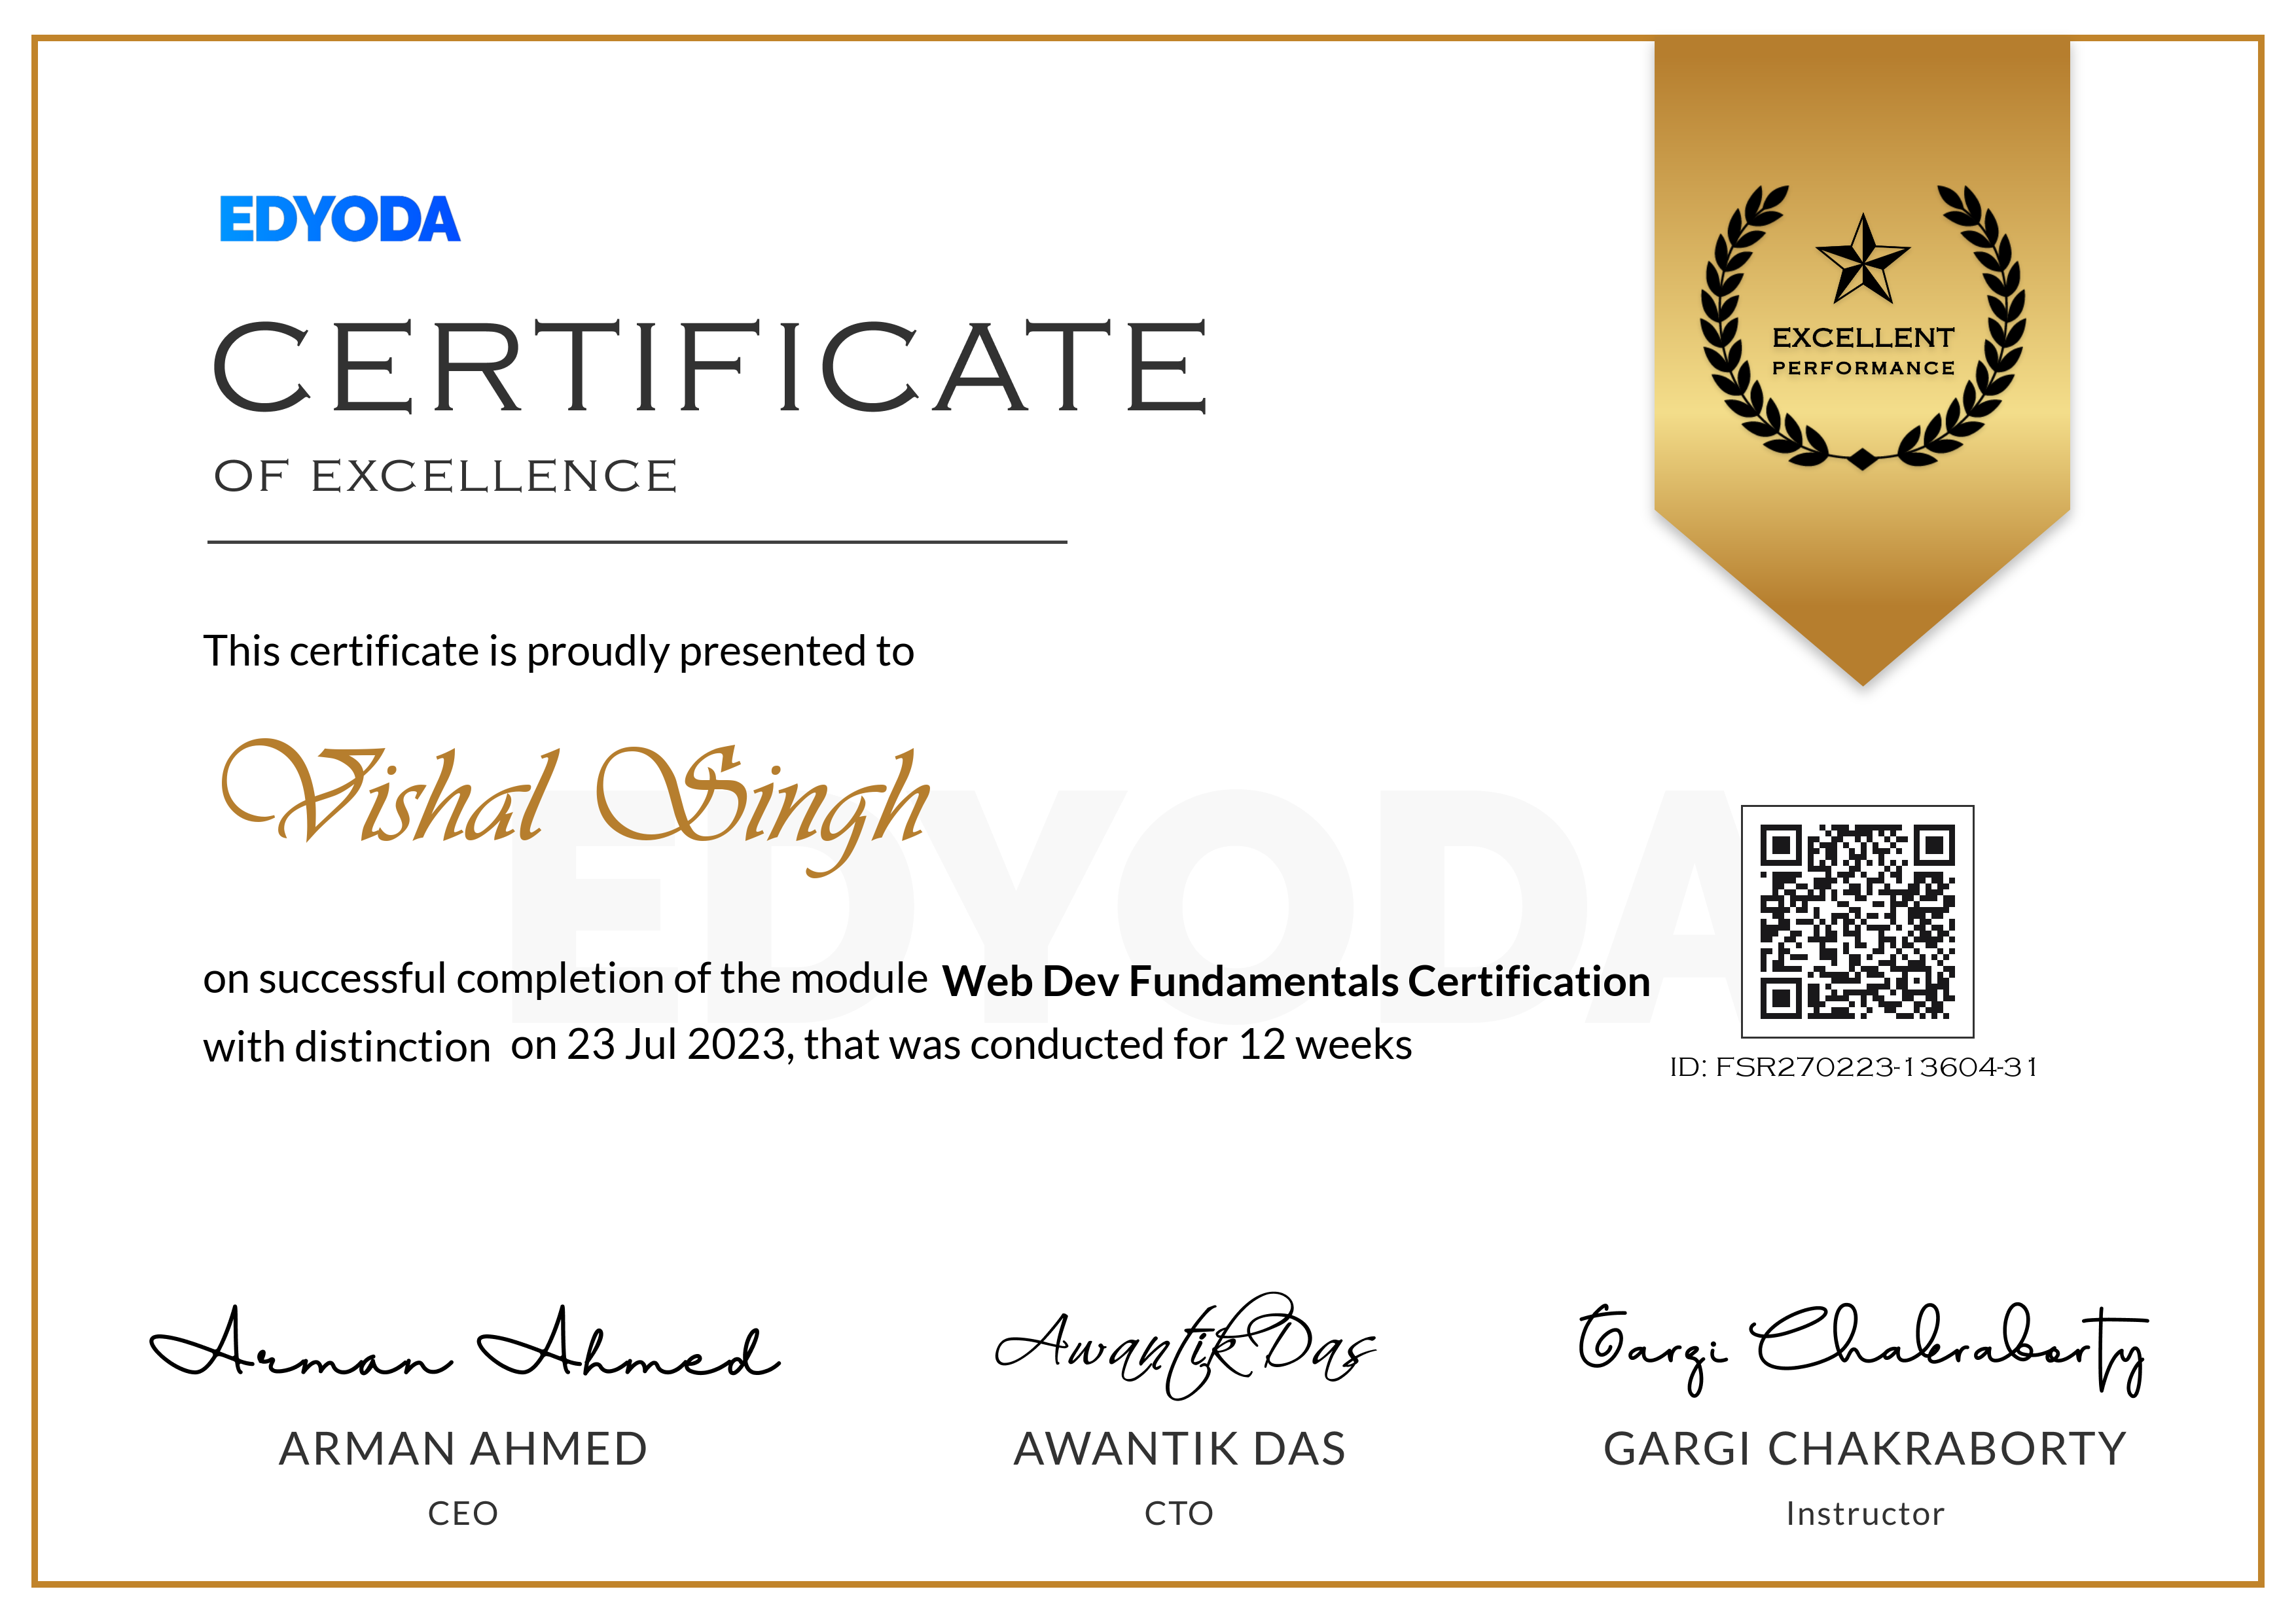 EDYODA
CERTIFICATE
OF EXCELLENCE
EXCELLENT
PERFORMANCE
This certificate is proudly presented to
Vishal Singh
EDYODA
on successful completion of the module Web Dev Fundamentals Certification
with distinction on 23 Jul 2023, that was conducted for 12 weeks
ID: FSR270223-13604-31
Arman Ahmed
Awantik Das
Gargi Chakraborty
ARMAN AHMED
AWANTIK DAS
GARGI CHAKRABORTY
CEO
CTO
Instructor